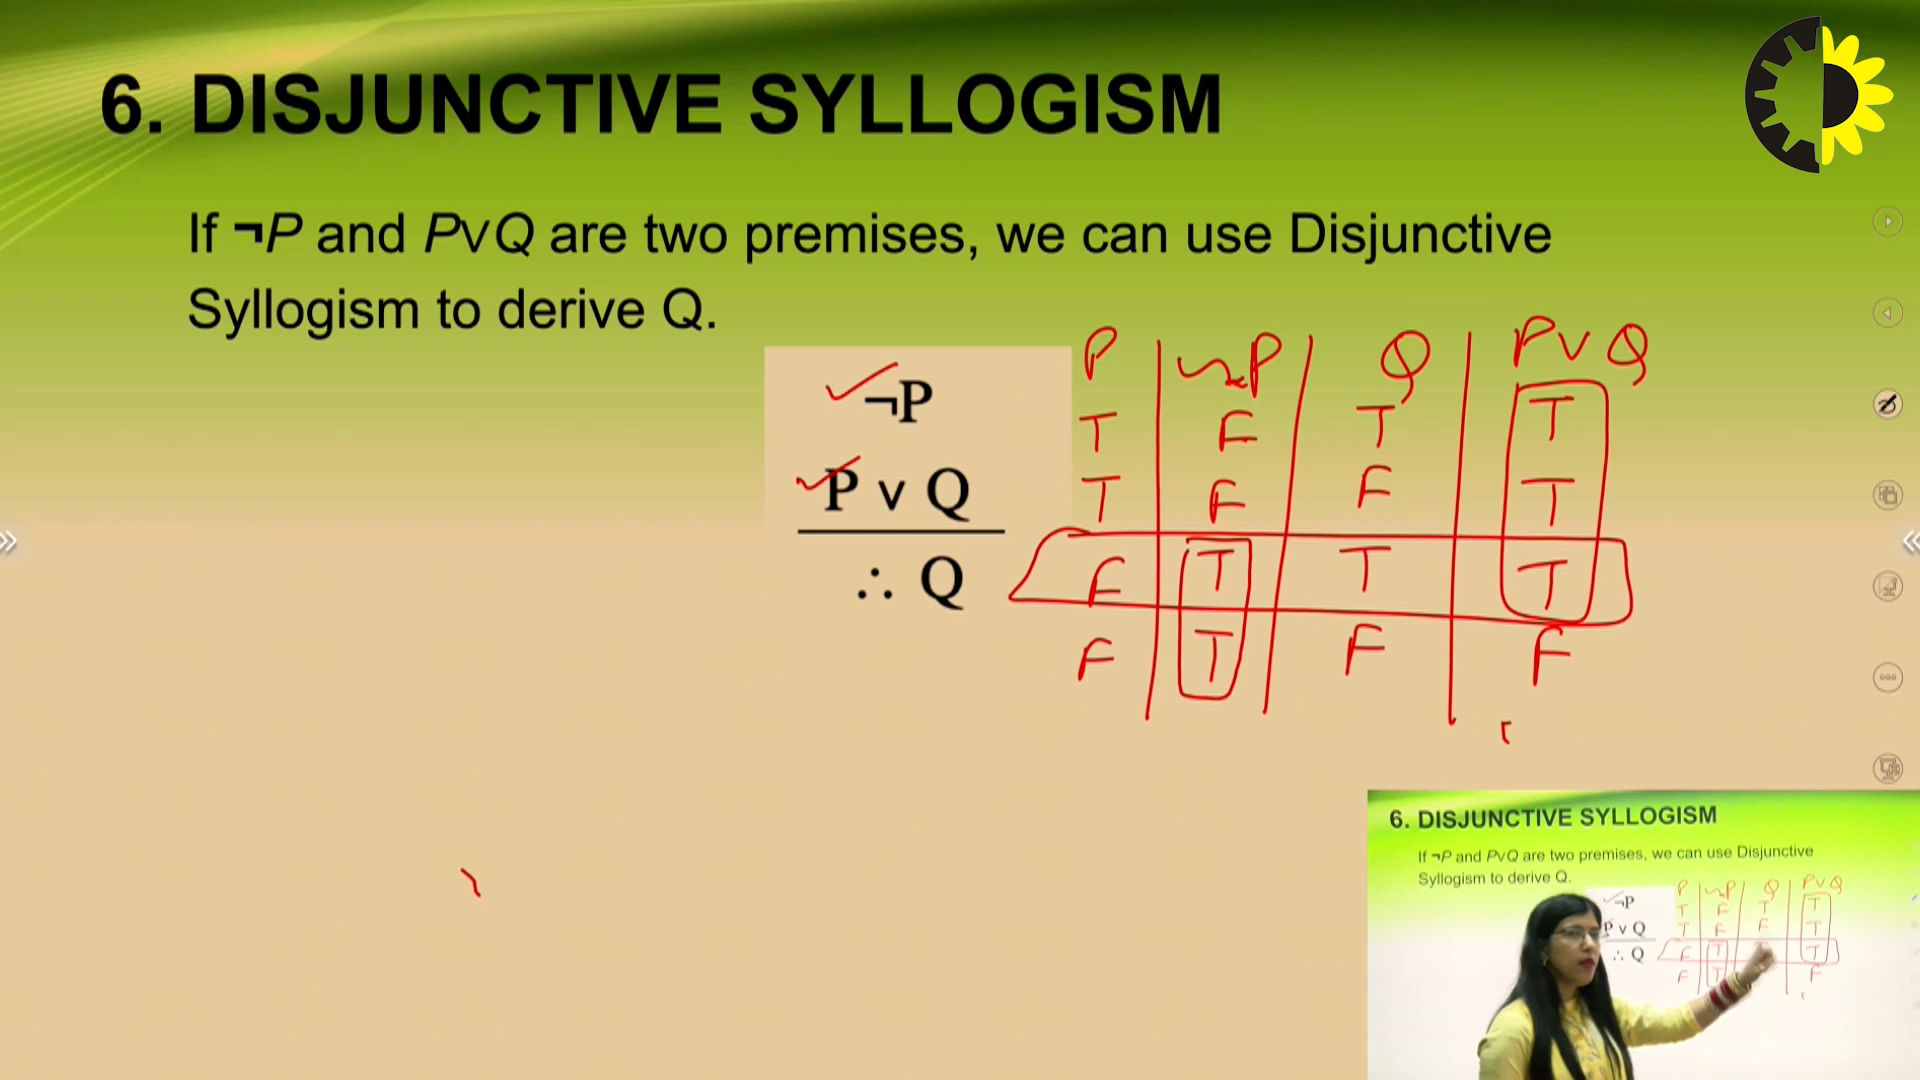 6. DISJUNCTIVE SYLLOGISM
If ¬P and P∨Q are two premises, we can use Disjunctive
Syllogism to derive Q.
¬P
P ∨ Q
∴ Q
P ~P Q P∨Q
T F T T
T F F T
F T T T
F T F F
6. DISJUNCTIVE SYLLOGISM
If ¬P and P∨Q are two premises, we can use Disjunctive
Syllogism to derive Q.
¬P
P ∨ Q
∴ Q
P ~P Q P∨Q
T F T T
T F F T
F T T
F T F